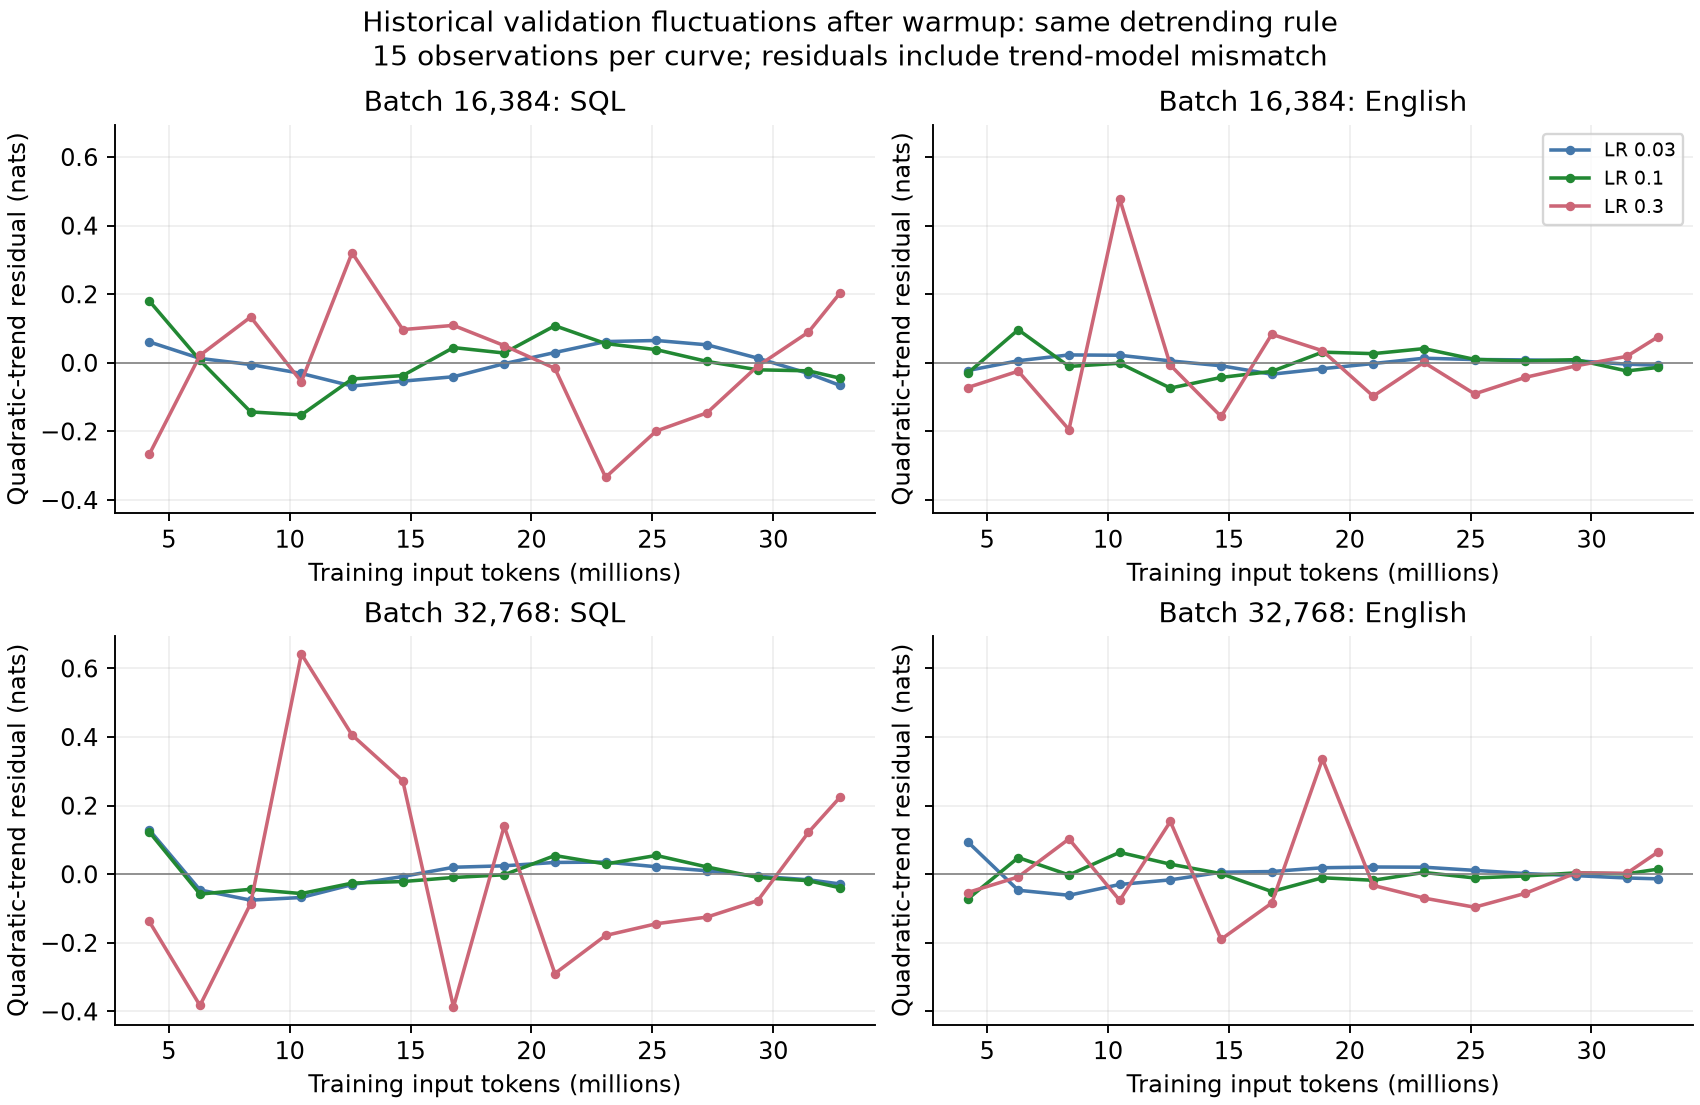 Historical validation fluctuations after warmup: same detrending rule
15 observations per curve; residuals include trend-model mismatch
Batch 16,384: SQL
Quadratic-trend residual (nats)
0.6
0.4
0.2
0.0
−0.2
−0.4
5 10 15 20 25 30
Training input tokens (millions)
Batch 16,384: English
Quadratic-trend residual (nats)
LR 0.03
LR 0.1
LR 0.3
5 10 15 20 25 30
Training input tokens (millions)
Batch 32,768: SQL
Quadratic-trend residual (nats)
0.6
0.4
0.2
0.0
−0.2
−0.4
5 10 15 20 25 30
Training input tokens (millions)
Batch 32,768: English
Quadratic-trend residual (nats)
5 10 15 20 25 30
Training input tokens (millions)